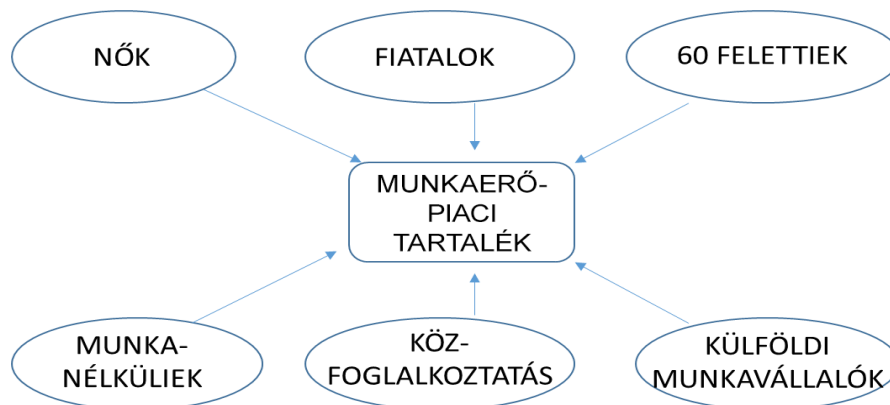 NŐK
FIATALOK
60 FELETTIEK
MUNKAERŐ-
PIACI
TARTALÉK
MUNKA-
NÉLKÜLIEK
KÖZ-
FOGLALKOZTATÁS
KÜLFÖLDI
MUNKAVÁLLALÓK